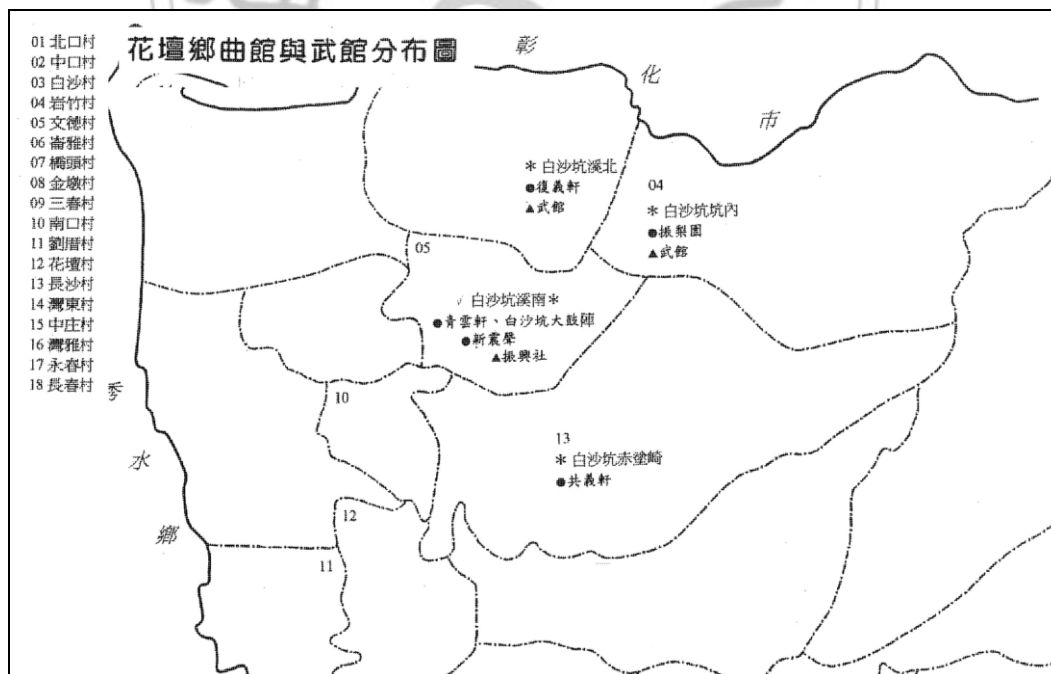 花壇鄉曲館與武館分布圖
01 北口村
02 中口村
03 白沙村
04 岩竹村
05 文德村
06 崙雅村
07 橋頭村
08 金墩村
09 三春村
10 南口村
11 劉厝村
12 花壇村
13 長沙村
14 灣東村
15 中庄村
16 灣雅村
17 永春村
18 長春村
彰
化
市
＊白沙坑溪北
●復義軒
▲武館
04
＊白沙坑坑內
●振梨園
▲武館
05
白沙坑溪南＊
●青雲軒、白沙坑大鼓陣
●新震聲
▲振興社
10
13
＊白沙坑赤塗崎
●共義軒
12
11
秀
水
鄉